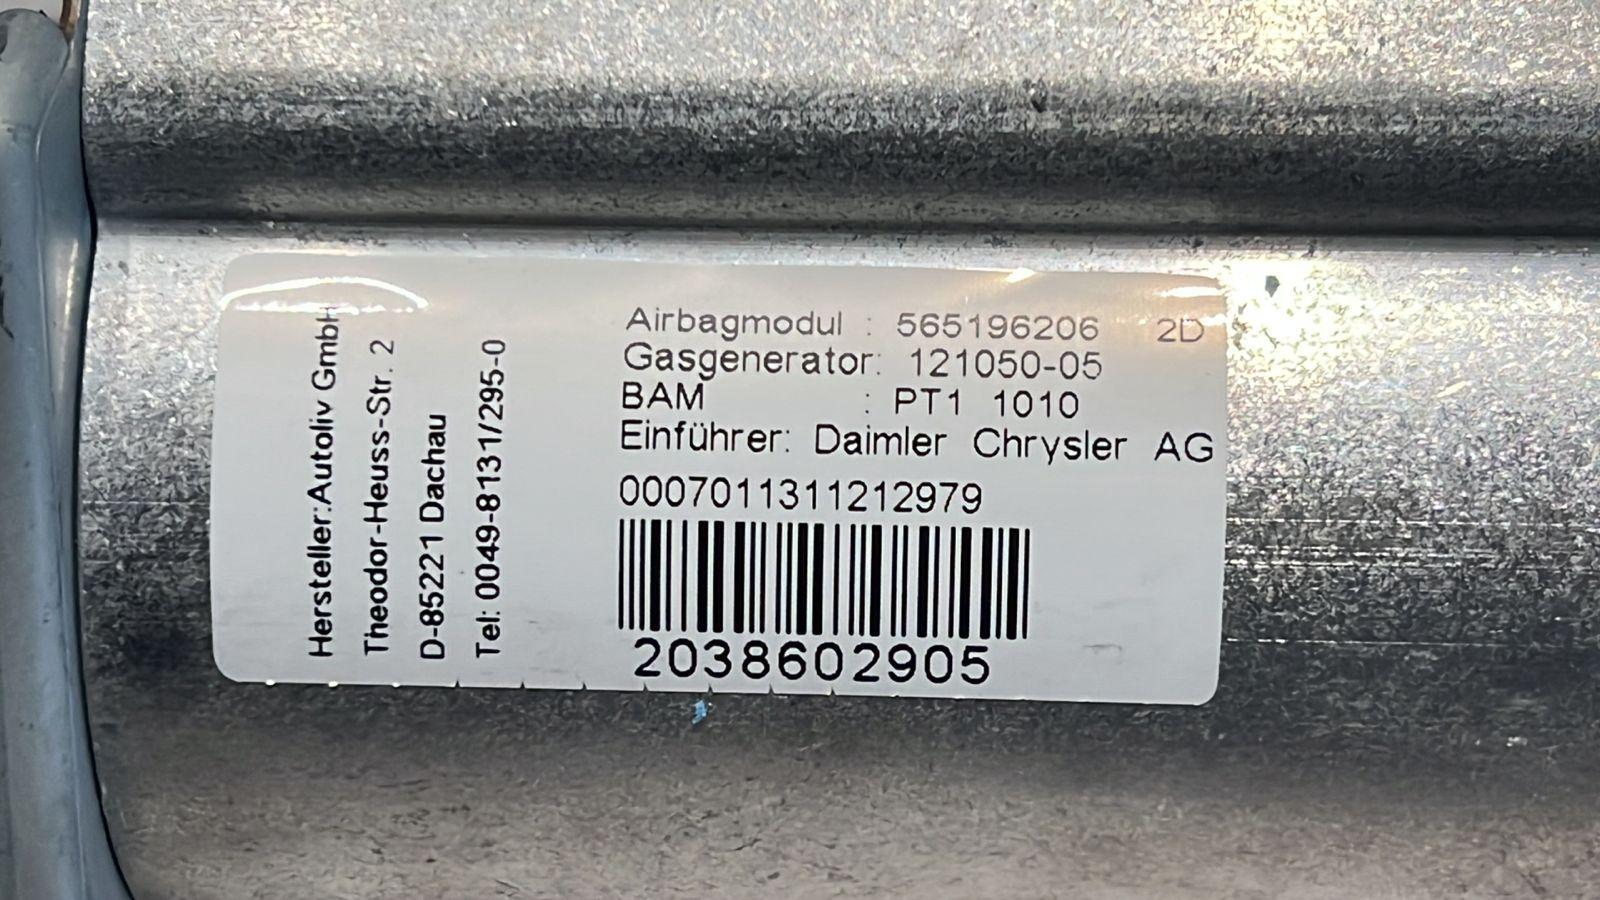 Hersteller:Autoliv GmbH
Theodor-Heuss-Str. 2
D-85221 Dachau
Tel: 0049-8131/295-0
Airbagmodul : 565196206 2D
Gasgenerator: 121050-05
BAM : PT1 1010
Einführer: Daimler Chrysler AG
0007011311212979
2038602905